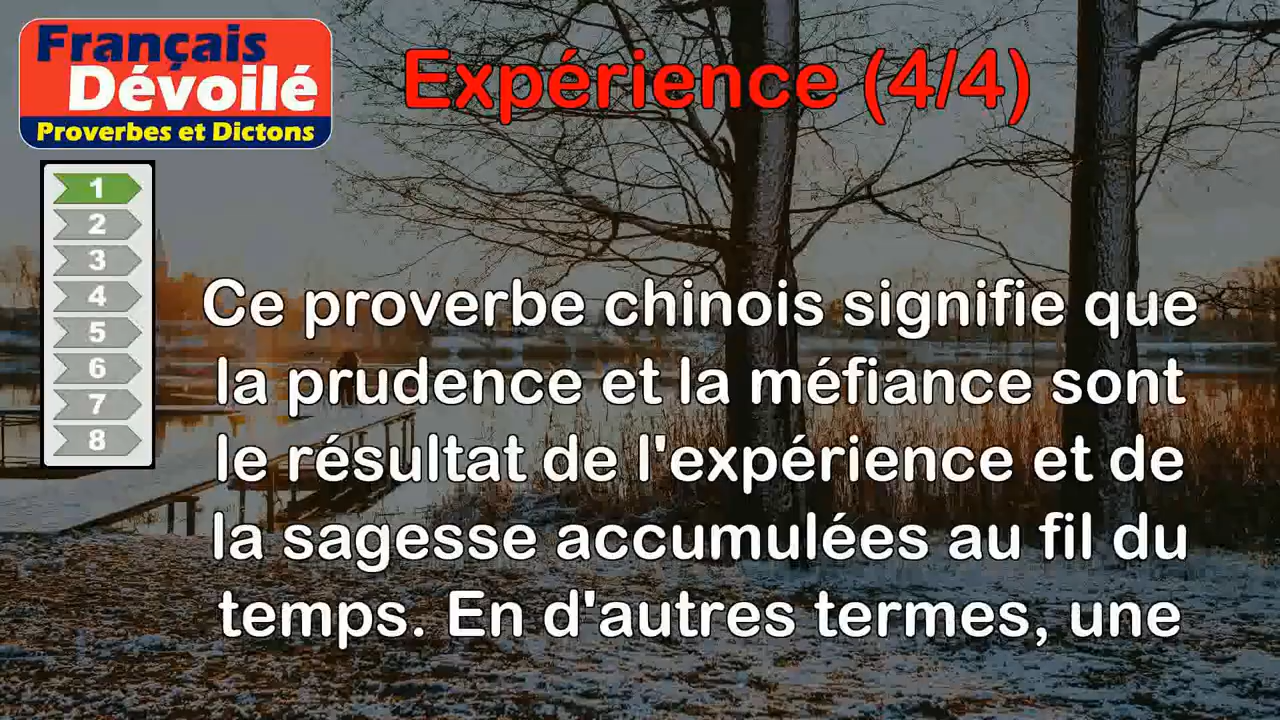 Français
Dévoilé
Proverbes et Dictons
Expérience (4/4)
1
2
3
4
5
6
7
8
Ce proverbe chinois signifie que
la prudence et la méfiance sont
le résultat de l'expérience et de
la sagesse accumulées au fil du
temps. En d'autres termes, une